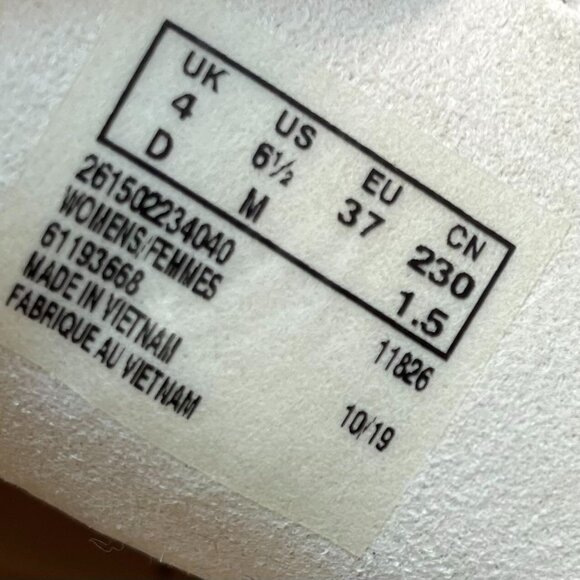 UK US EU CN
4 6½ 37 230
D M 1.5
261502234040
WOMENS/FEMMES
61193668 11826
MADE IN VIETNAM
FABRIQUE AU VIETNAM 10/19